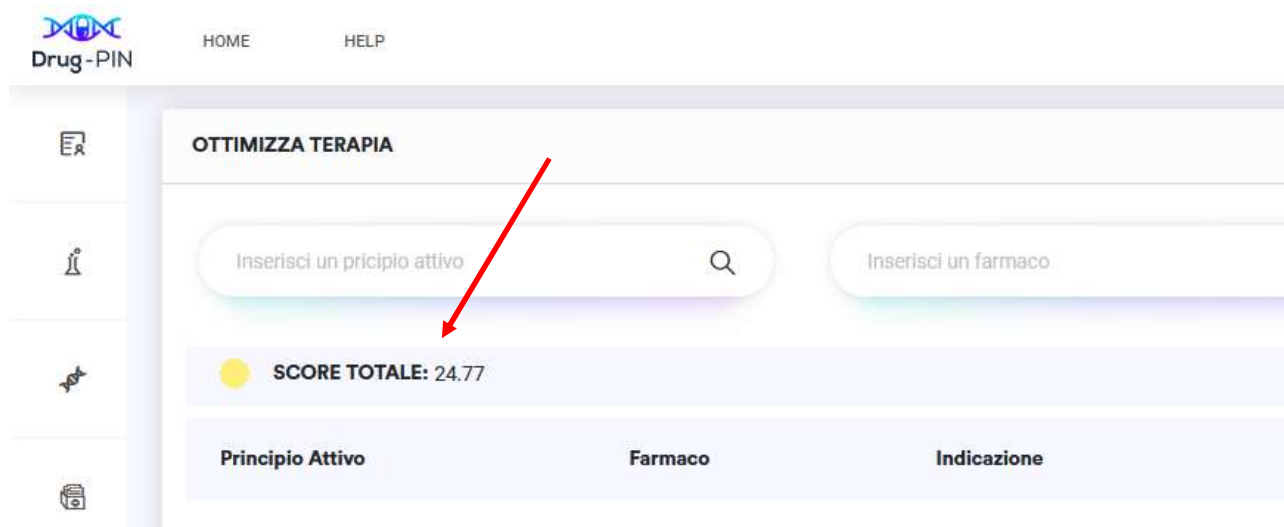 Drug-PIN
HOME
HELP
OTTIMIZZA TERAPIA
Inserisci un pricipio attivo
Inserisci un farmaco
SCORE TOTALE: 24.77
Principio Attivo
Farmaco
Indicazione